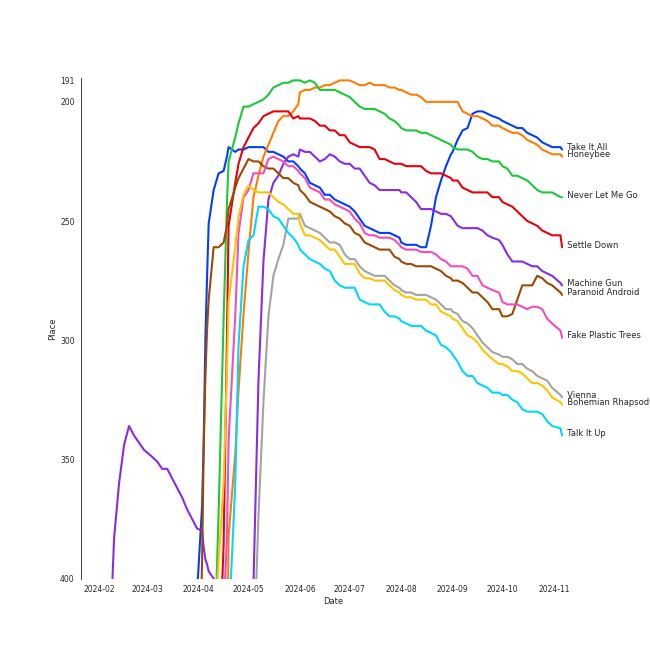 191
200
250
300
350
400
Place
2024-02
2024-03
2024-04
2024-05
2024-06
2024-07
2024-08
2024-09
2024-10
2024-11
Date
Take It All
Honeybee
Never Let Me Go
Settle Down
Machine Gun
Paranoid Android
Fake Plastic Trees
Vienna
Bohemian Rhapsod
Talk It Up